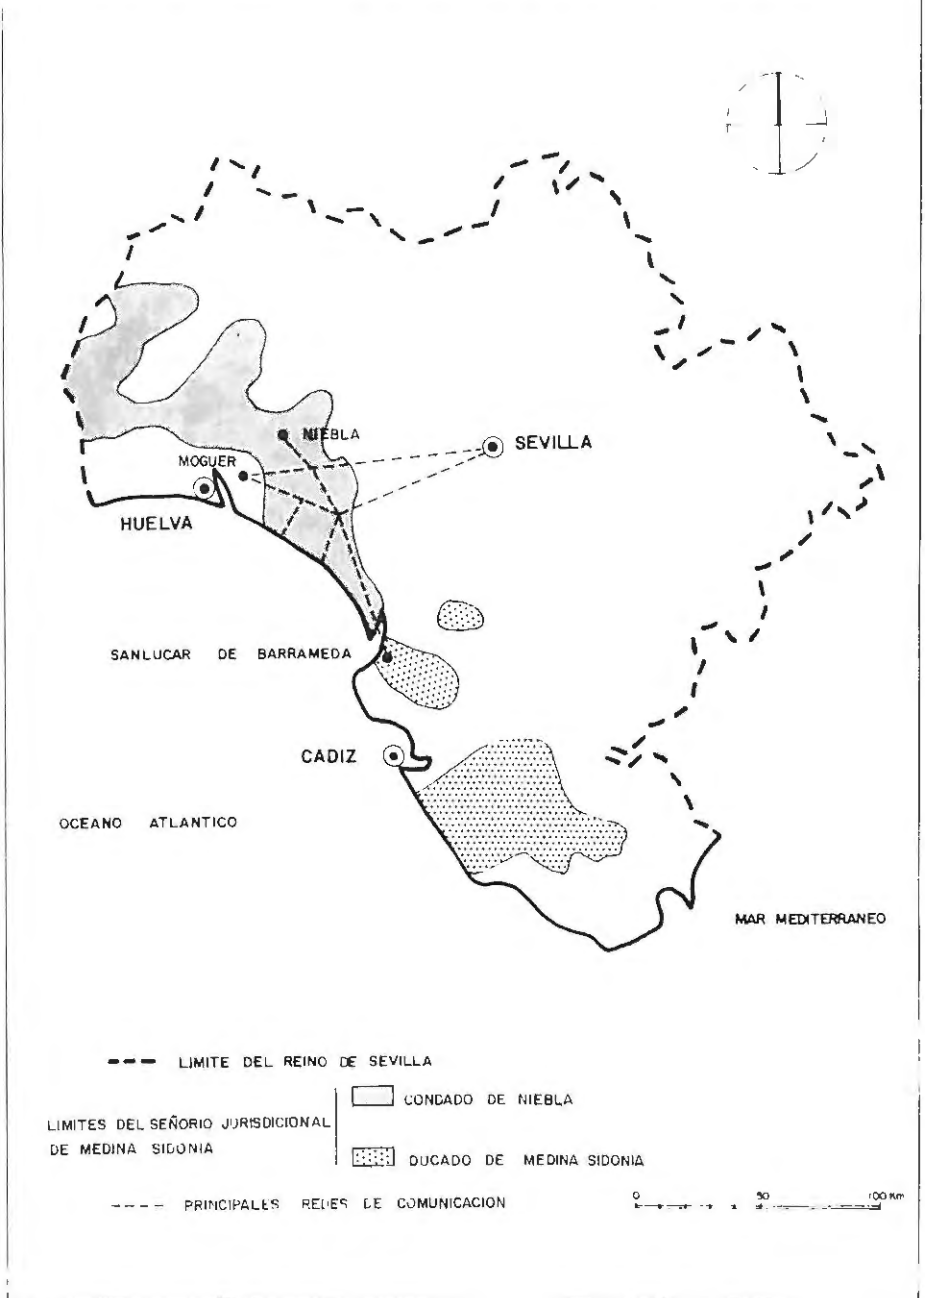 NIEBLA
SEVILLA
MOGUER
HUELVA
SANLUCAR DE BARRAMEDA
CADIZ
OCEANO ATLANTICO
MAR MEDITERRANEO
LIMITE DEL REINO DE SEVILLA
CONDADO DE NIEBLA
LIMITES DEL SEÑORIO JURISDICIONAL
DE MEDINA SIDONIA
DUCADO DE MEDINA SIDONIA
PRINCIPALES REDES DE COMUNICACION
0 50 100 Km